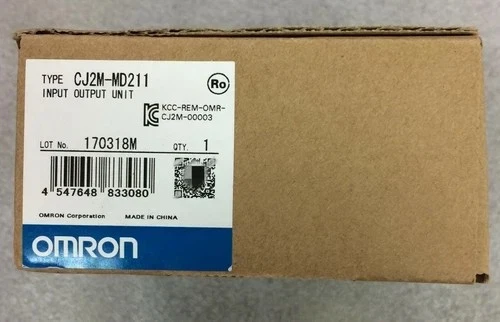 TYPE CJ2M-MD211
INPUT OUTPUT UNIT
Ro
KCC-REM-OMR-
CJ2M-00003
LOT No. 170318M QTY. 1
4 547648 833080
OMRON Corporation MADE IN CHINA
OMRON